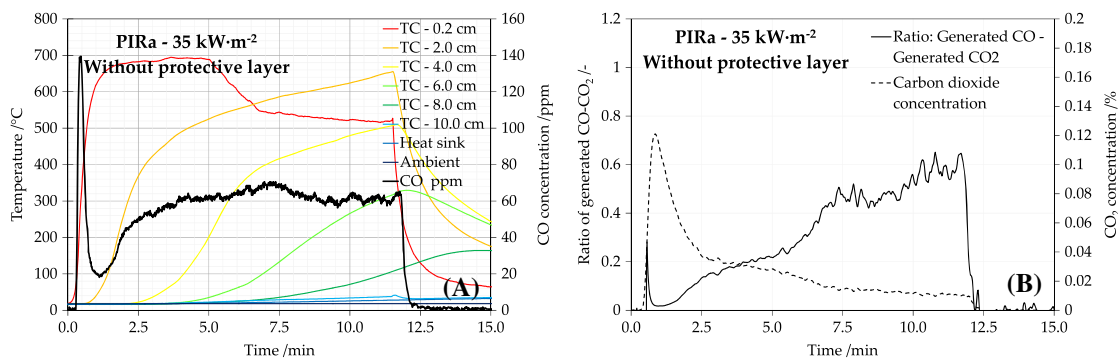 PIRa - 35 kW·m-2
Without protective layer
TC - 0.2 cm
TC - 2.0 cm
TC - 4.0 cm
TC - 6.0 cm
TC - 8.0 cm
TC - 10.0 cm
Heat sink
Ambient
CO ppm
Temperature /°C
800
700
600
500
400
300
200
100
0
CO concentration /ppm
160
140
120
100
80
60
40
20
0
0.0
2.5
5.0
7.5
10.0
12.5
15.0
Time /min
(A)
PIRa - 35 kW·m-2
Without protective layer
Ratio: Generated CO -
Generated CO2
Carbon dioxide
concentration
Ratio of generated CO-CO2 /-
1.2
1
0.8
0.6
0.4
0.2
0
CO2 concentration /%
0.2
0.18
0.16
0.14
0.12
0.1
0.08
0.06
0.04
0.02
0
0.0
2.5
5.0
7.5
10.0
12.5
15.0
Time /min
(B)